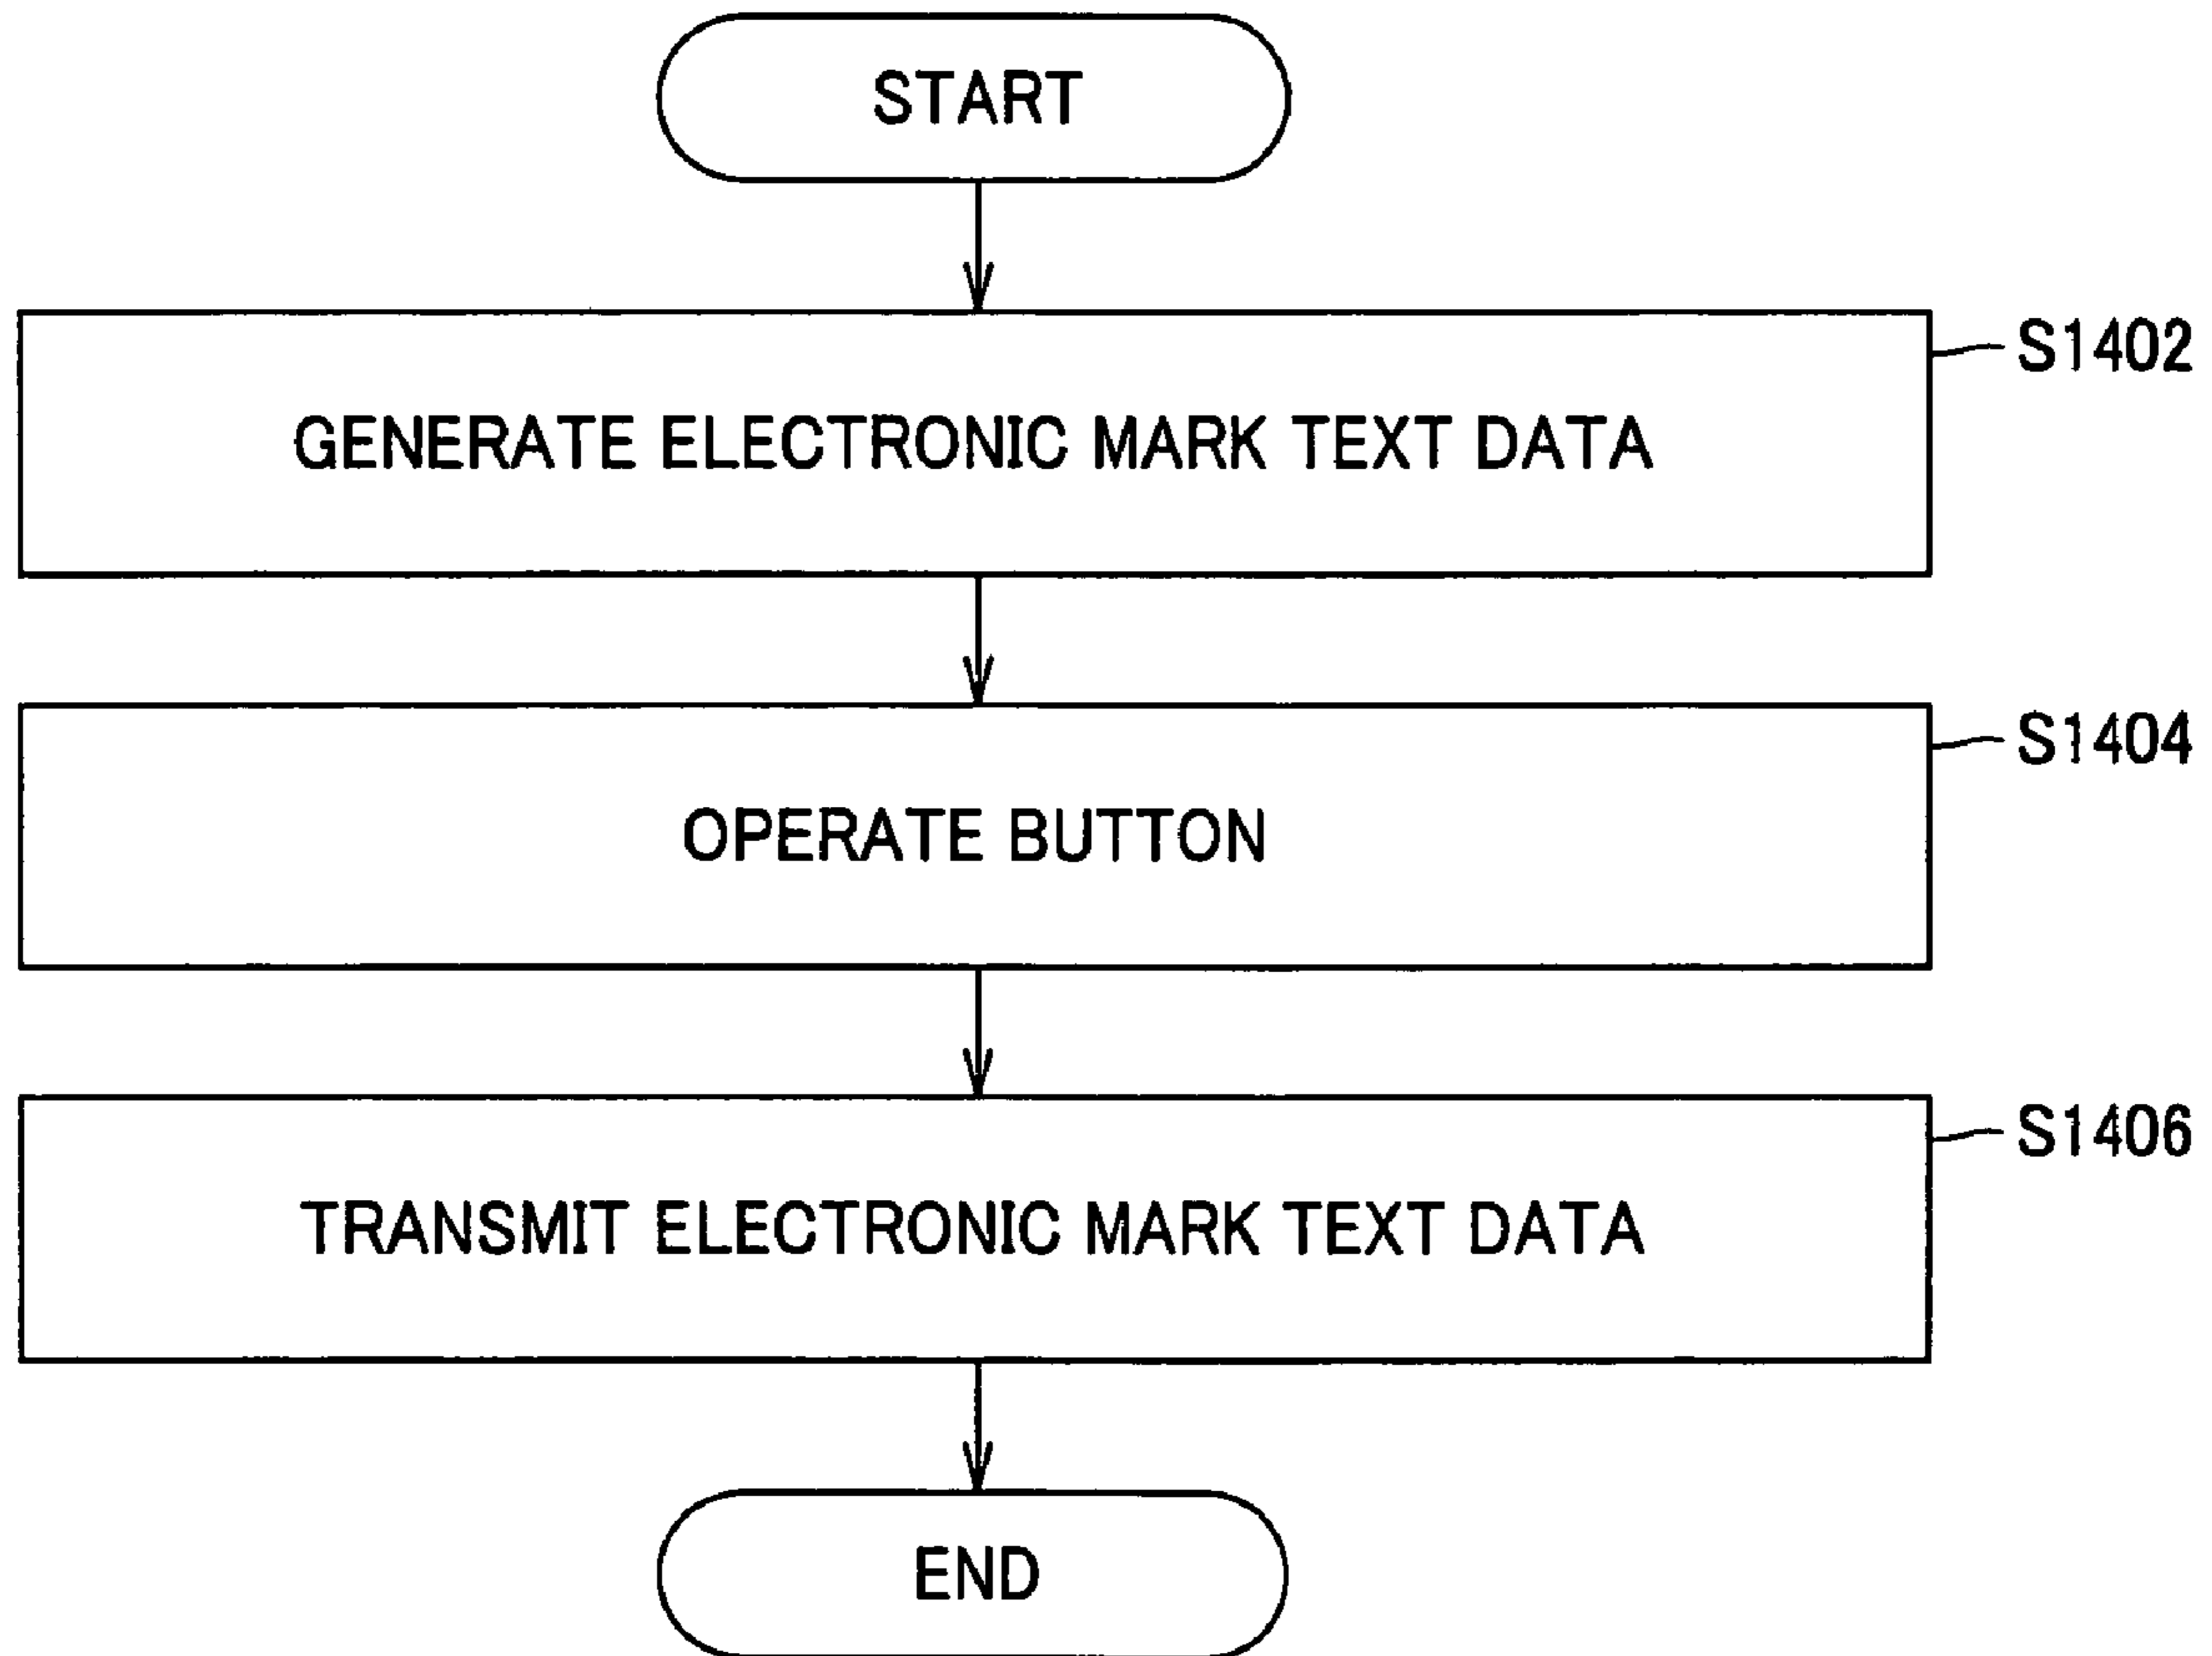 START
S1402
GENERATE ELECTRONIC MARK TEXT DATA
S1404
OPERATE BUTTON
S1406
TRANSMIT ELECTRONIC MARK TEXT DATA
END